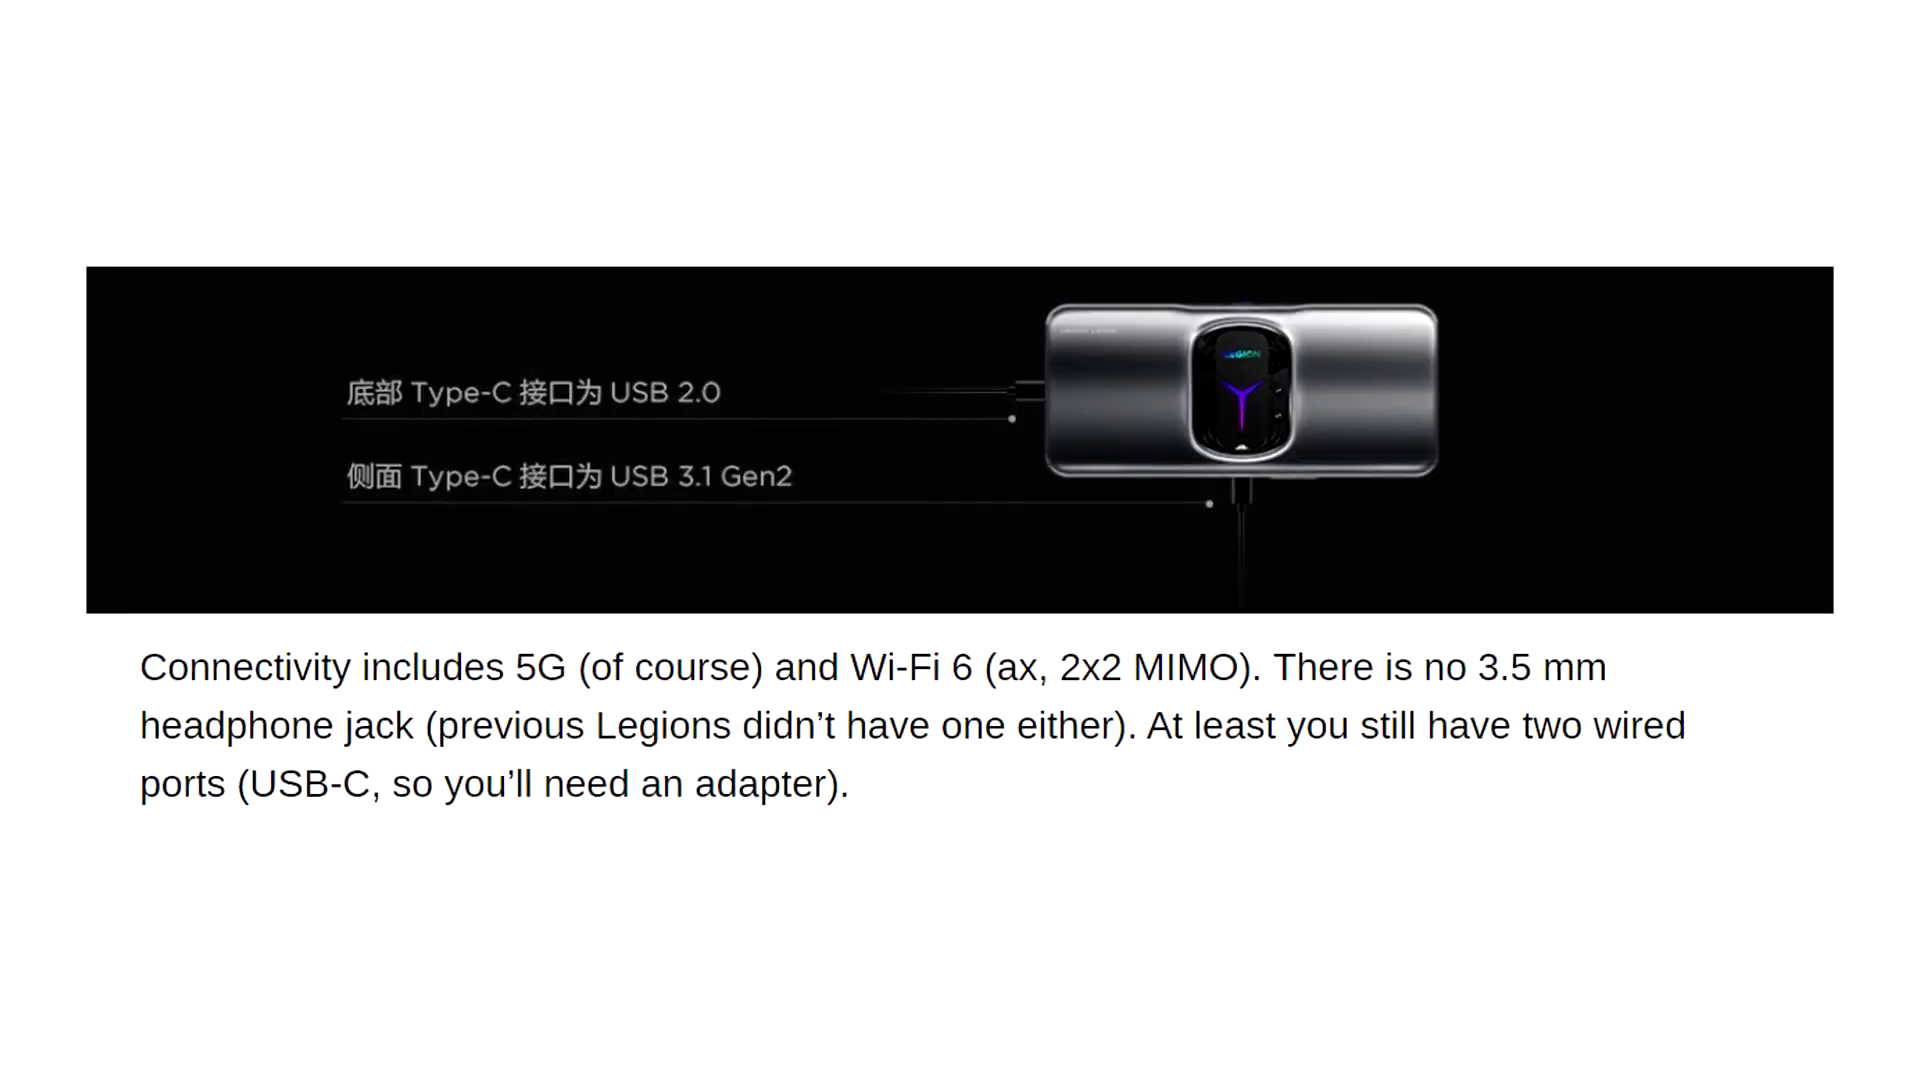 底部 Type-C 接口为 USB 2.0
侧面 Type-C 接口为 USB 3.1 Gen2
LEGION
Connectivity includes 5G (of course) and Wi-Fi 6 (ax, 2x2 MIMO). There is no 3.5 mm
headphone jack (previous Legions didn’t have one either). At least you still have two wired
ports (USB-C, so you’ll need an adapter).